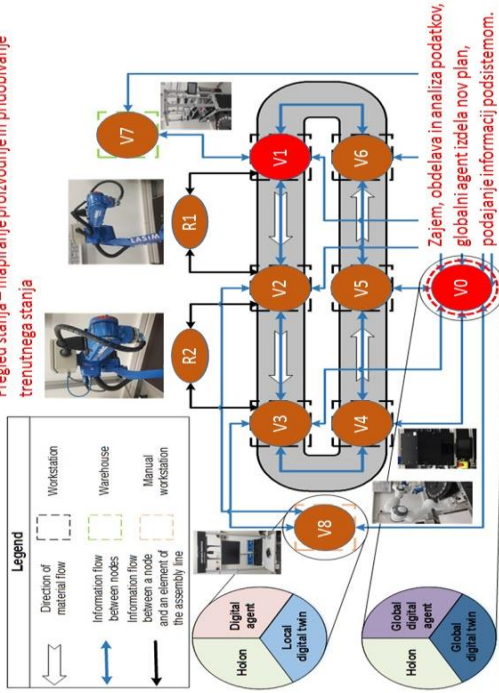 Pregled stanja – mapiranje proizvodnje in pridobivanje
trenutnega stanja
Legend
Direction of
material flow
Workstation
Information flow
between nodes
Warehouse
Information flow
between a node
and an element of
the assembly line
Manual
workstation
R2
R1
V7
V3
V2
V1
V8
V4
V5
V6
V0
LASIM
Holon
Digital
agent
Local
digital twin
Holon
Global
digital agent
Global
digital twin
Zajem, obdelava in analiza podatkov,
globalni agent izdela nov plan,
podajanje informacij podsistemom.